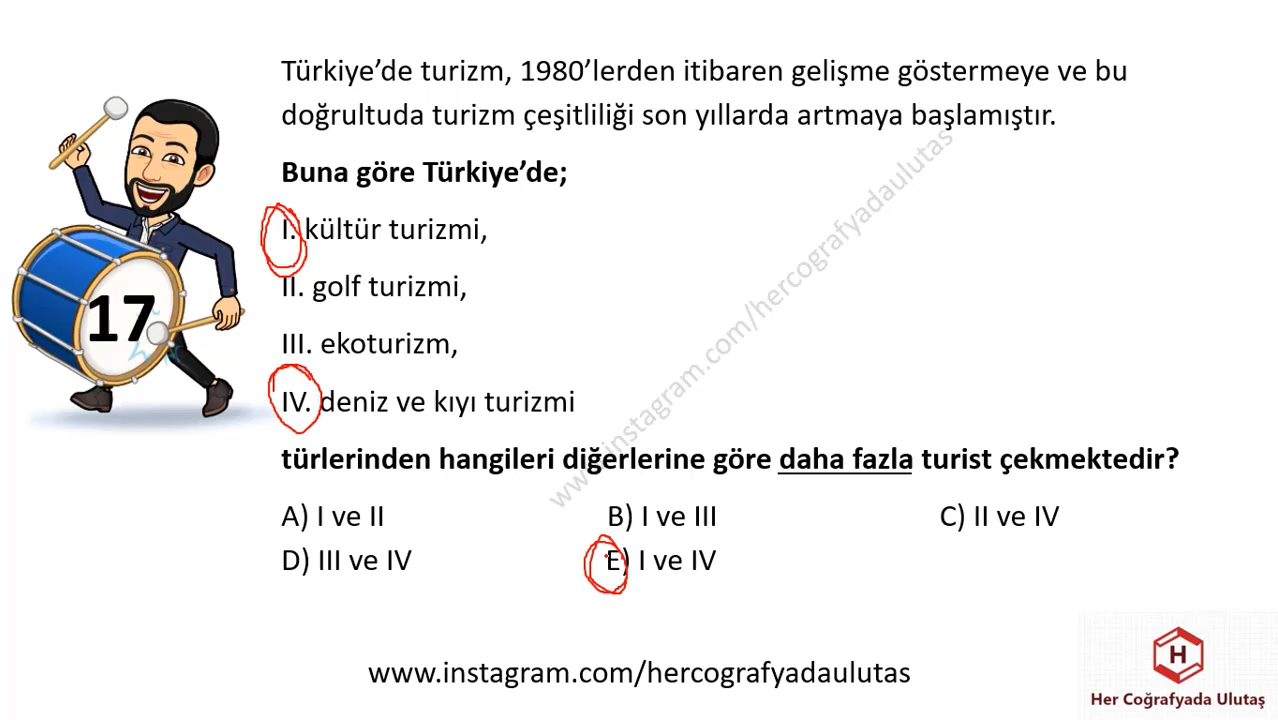 Türkiye’de turizm, 1980’lerden itibaren gelişme göstermeye ve bu
doğrultuda turizm çeşitliliği son yıllarda artmaya başlamıştır.
Buna göre Türkiye’de;
I. kültür turizmi,
II. golf turizmi,
III. ekoturizm,
IV. deniz ve kıyı turizmi
türlerinden hangileri diğerlerine göre daha fazla turist çekmektedir?
A) I ve II B) I ve III C) II ve IV
D) III ve IV E) I ve IV
17
www.instagram.com/hercografyadaulutas
www.instagram.com/hercografyadaulutas
H
Her Coğrafyada Ulutaş